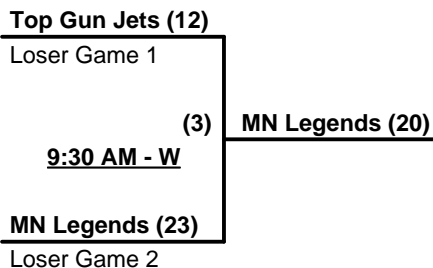 Top Gun Jets (12)
Loser Game 1
(3)
MN Legends (20)
9:30 AM - W
MN Legends (23)
Loser Game 2